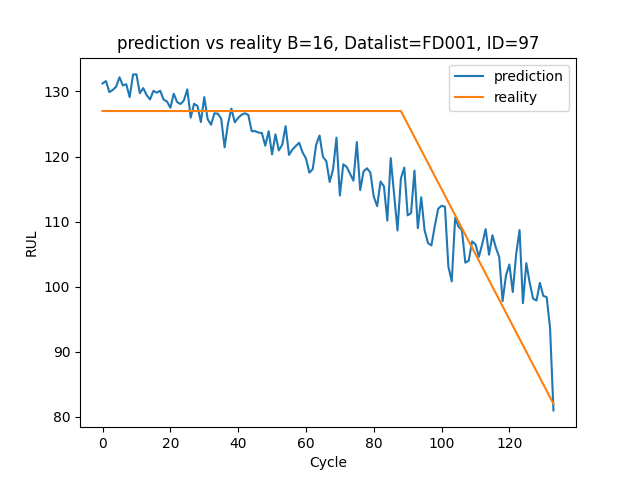 prediction vs reality B=16, Datalist=FD001, ID=97
prediction
reality
RUL
130
120
110
100
90
80
0 20 40 60 80 100 120
Cycle